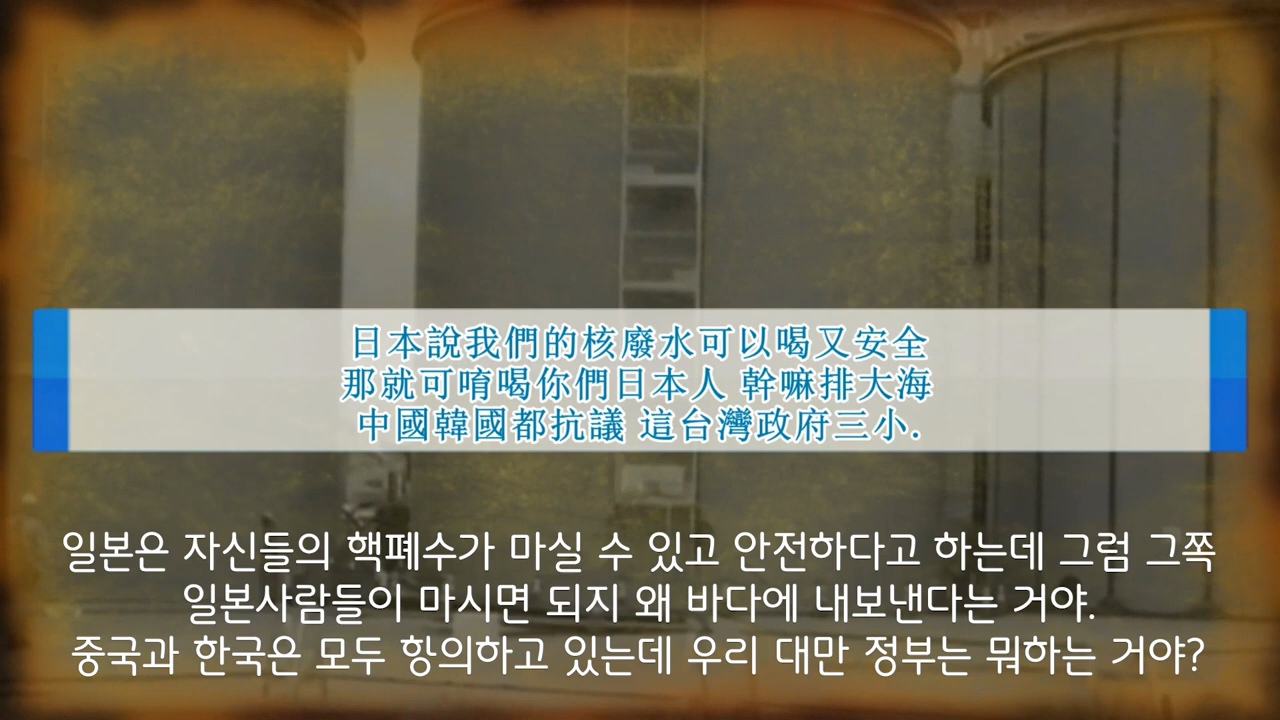 日本說我們的核廢水可以喝又安全
那就可唷喝你們日本人 幹嘛排大海
中國韓國都抗議 這台灣政府三小.
일본은 자신들의 핵폐수가 마실 수 있고 안전하다고 하는데 그럼 그쪽
일본사람들이 마시면 되지 왜 바다에 내보낸다는 거야.
중국과 한국은 모두 항의하고 있는데 우리 대만 정부는 뭐하는 거야?